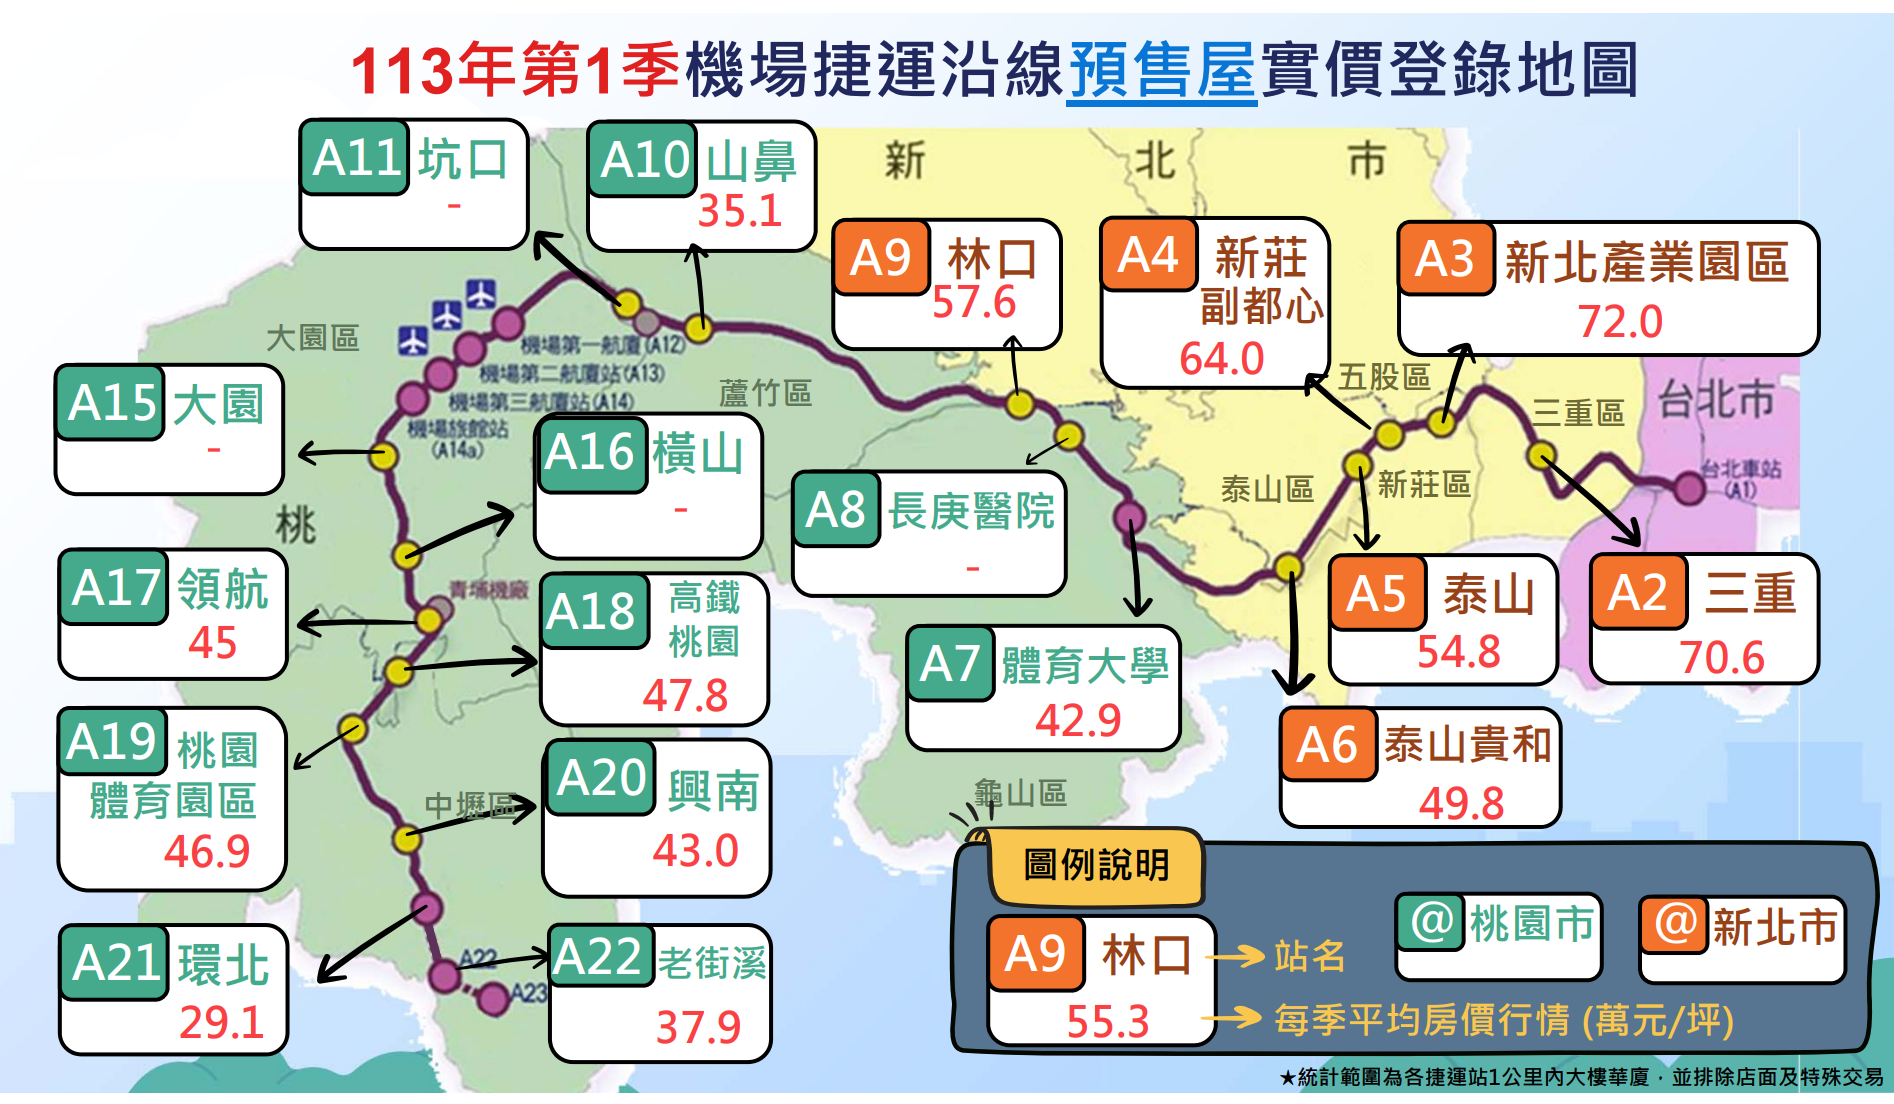 113年第1季機場捷運沿線預售屋實價登錄地圖
新 北 市
A11 坑口
-
A10 山鼻
35.1
A9 林口
57.6
A4 新莊
副都心
64.0
A3 新北產業園區
72.0
大園區
機場第一航廈(A12)
機場第二航廈站(A13)
機場第三航廈站(A14)
機場旅館站
(A14a)
蘆竹區
五股區
三重區
台北市
台北車站
(A1)
泰山區
新莊區
A15 大園
-
A16 橫山
-
A8 長庚醫院
-
桃
A17 領航
45
青埔機廠
A18 高鐵
桃園
47.8
A7 體育大學
42.9
A5 泰山
54.8
A2 三重
70.6
A19 桃園
體育園區
46.9
中壢區
A20 興南
43.0
龜山區
A6 泰山貴和
49.8
A21 環北
29.1
A22
A23
A22 老街溪
37.9
圖例說明
A9 林口
55.3
站名
每季平均房價行情 (萬元/坪)
@ 桃園市
@ 新北市
★統計範圍為各捷運站1公里內大樓華廈，並排除店面及特殊交易